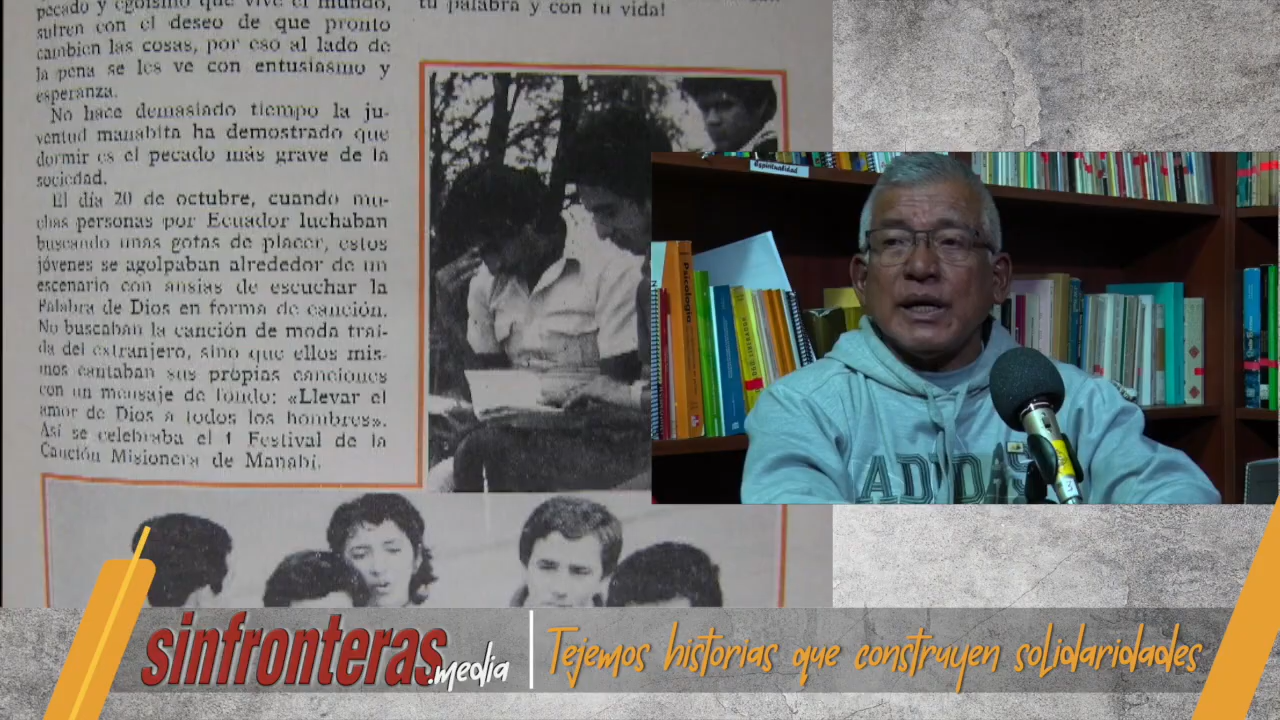 pecado y egoísmo que vive el mundo,
sufren con el deseo de que pronto
cambien las cosas, por eso al lado de
la pena se les ve con entusiasmo y
esperanza.
No hace demasiado tiempo la ju-
ventud manabita ha demostrado que
dormir es el pecado más grave de la
sociedad.
El día 20 de octubre, cuando mu-
chas personas por Ecuador luchaban
buscando unas gotas de placer, estos
jóvenes se agolpaban alrededor de un
escenario con ansias de escuchar la
Palabra de Dios en forma de canción.
No buscaban la canción de moda traí-
da del extranjero, sino que ellos mis-
mos cantaban sus propias canciones
con un mensaje de fondo: «Llevar el
amor de Dios a todos los hombres».
Así se celebraba el I Festival de la
Canción Misionera de Manabí.
tu palabra y con tu vida!
Espiritualidad
Psicología
ADIDAS
sinfronteras
.media
Tejemos historias que construyen solidaridades